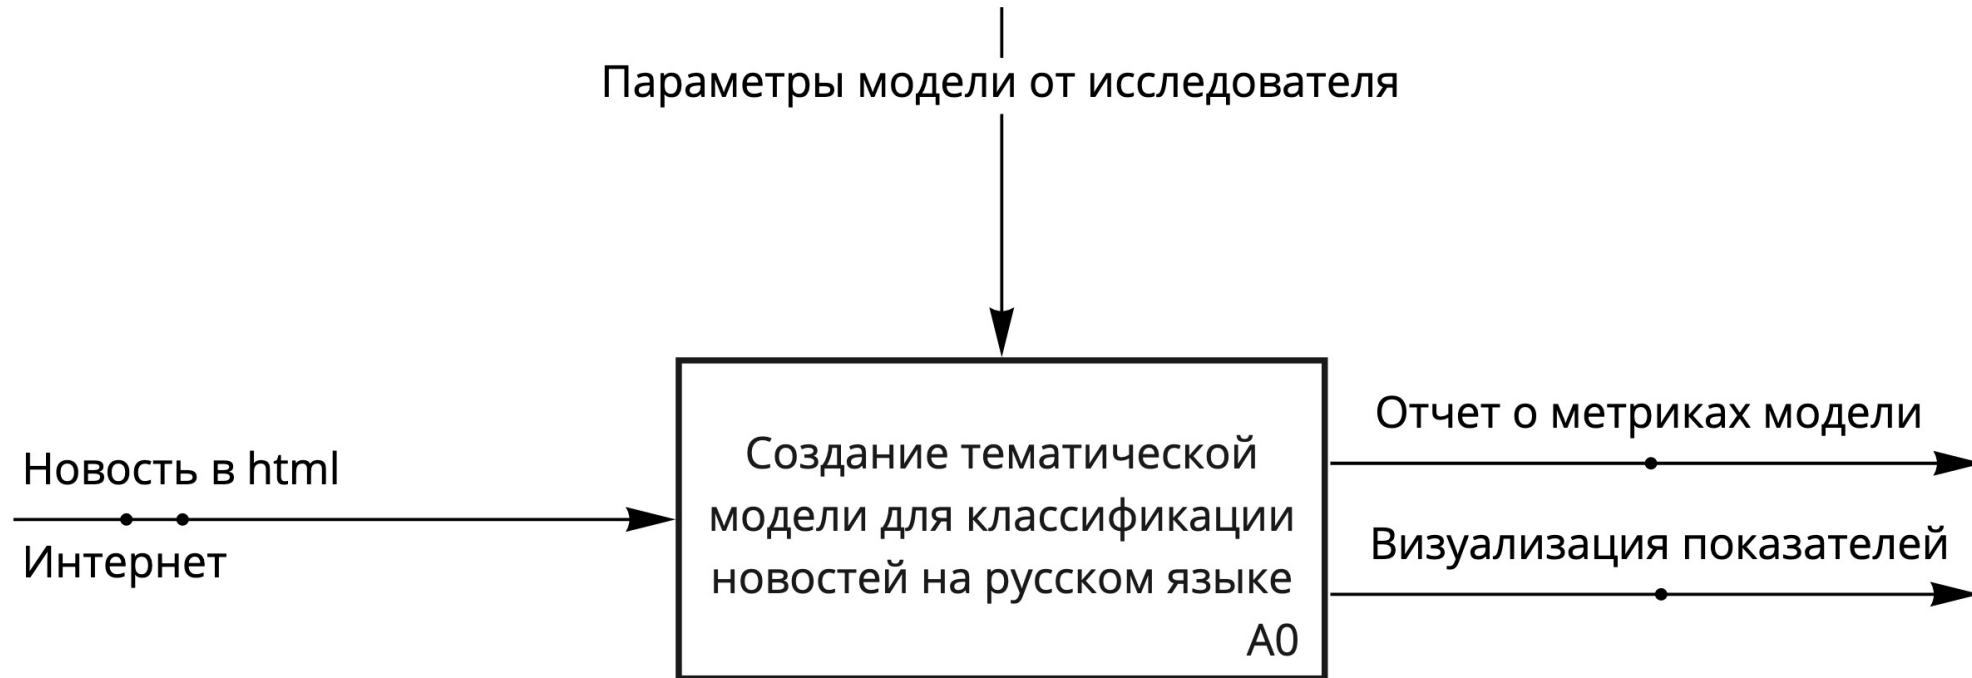 Параметры модели от исследователя
Новость в html
Интернет
Создание тематической
модели для классификации
новостей на русском языке
A0
Отчет о метриках модели
Визуализация показателей